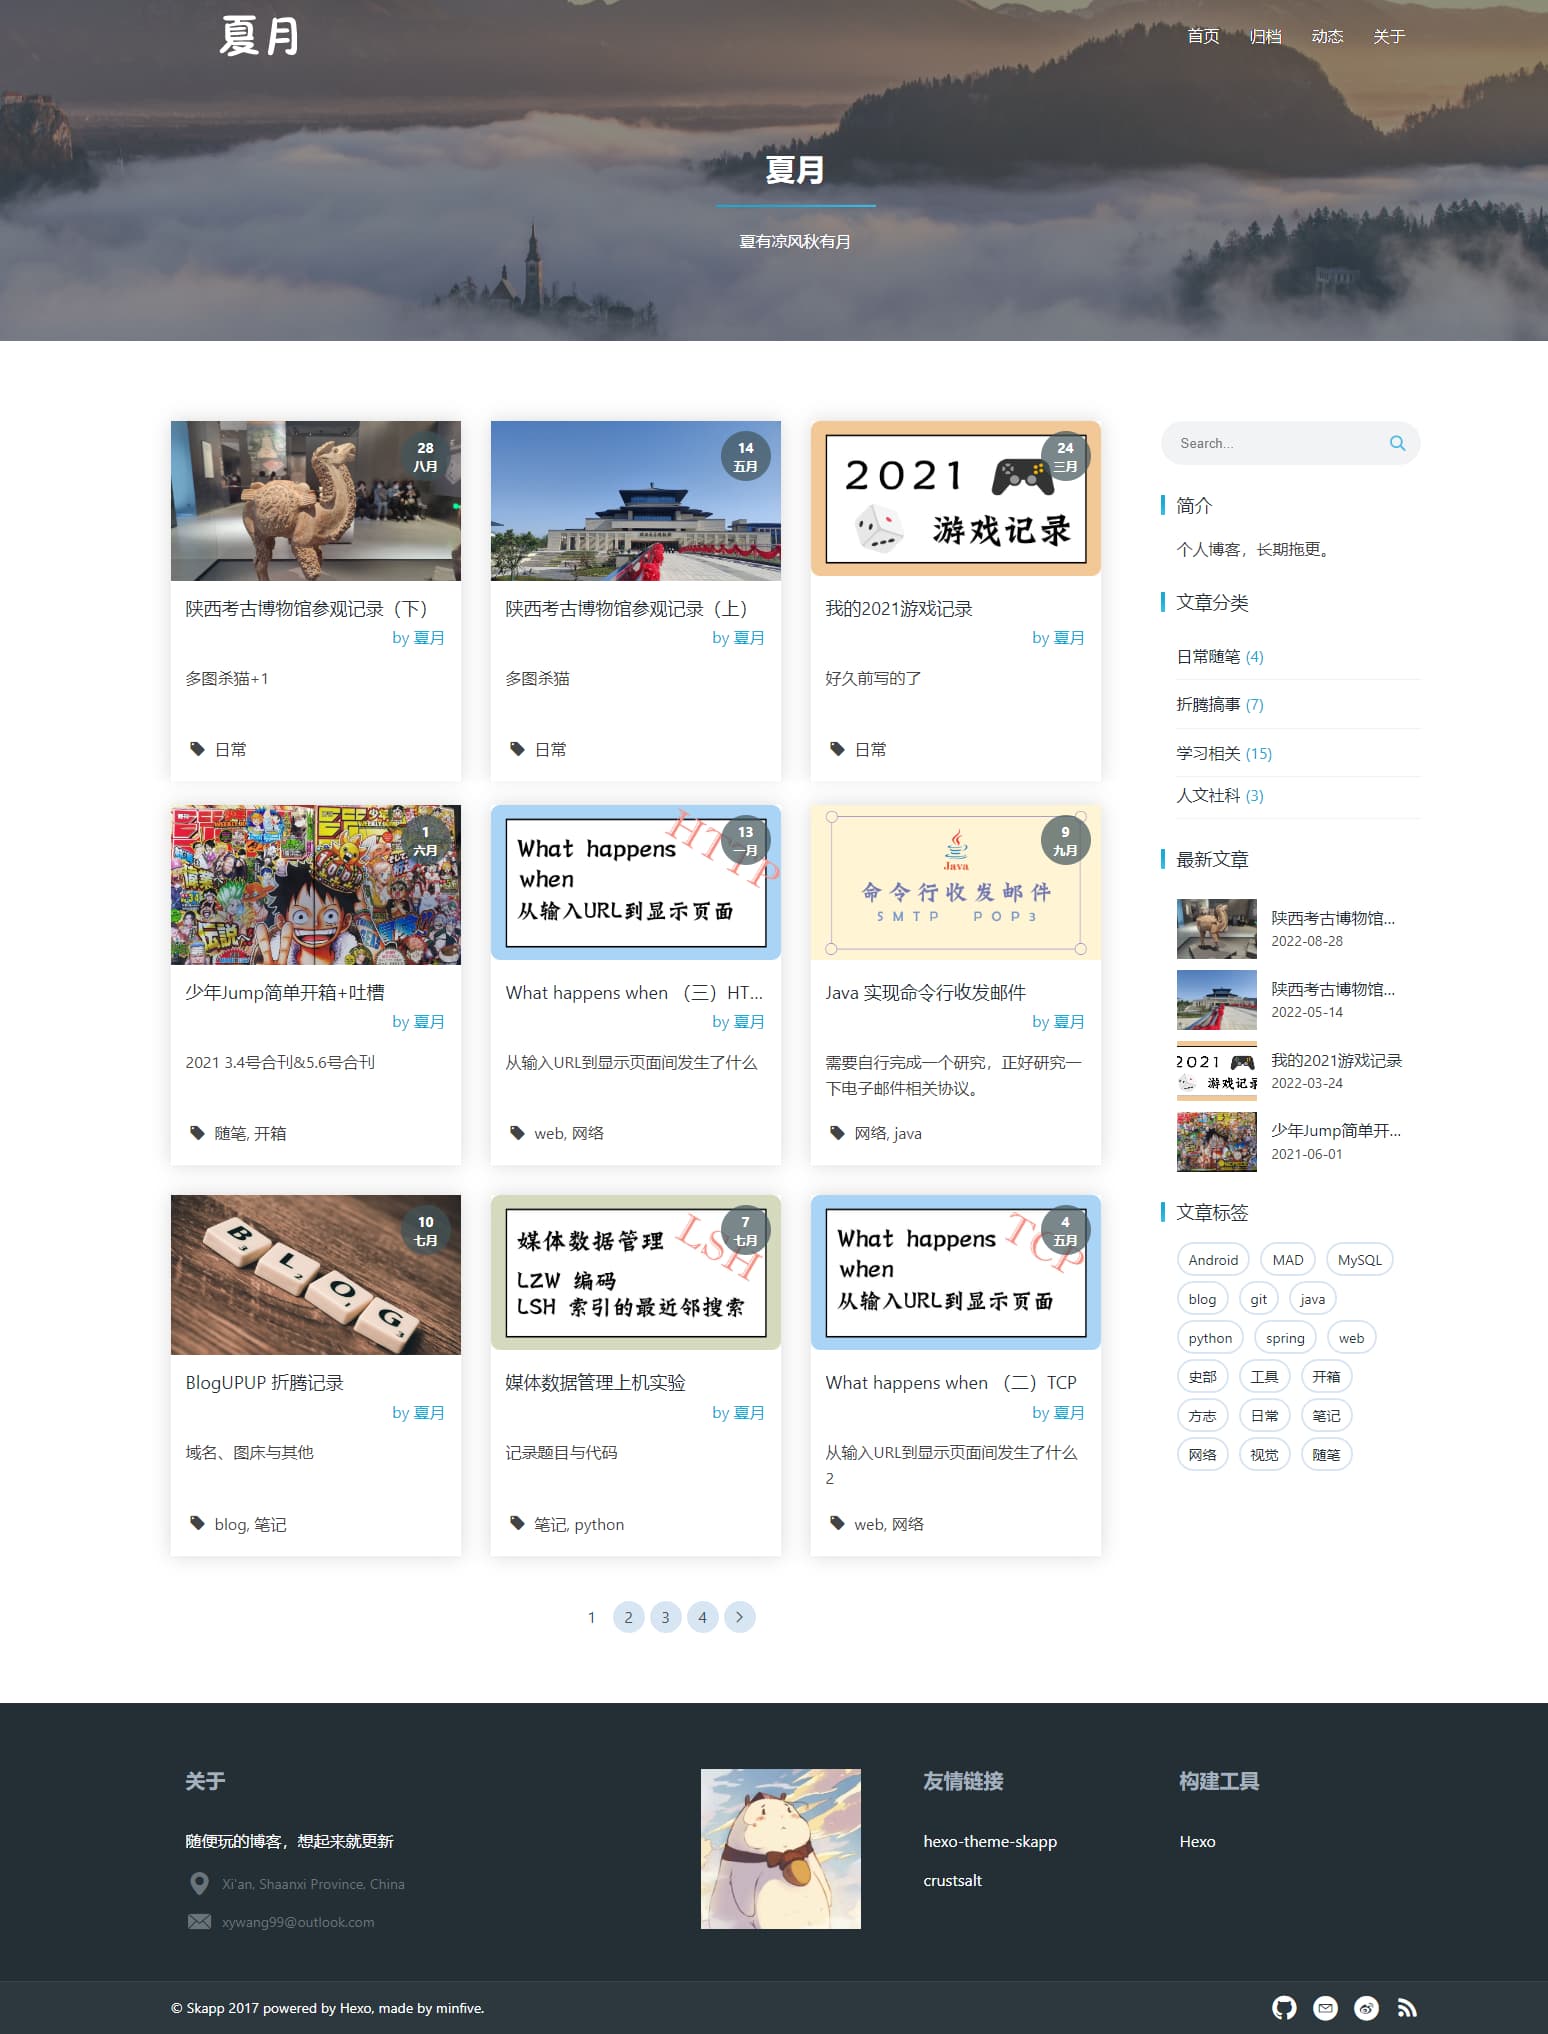 夏月
首页 归档 动态 关于
夏月
夏有凉风秋有月
28
八月
陕西考古博物馆参观记录（下）
by 夏月
多图杀猫+1
日常
14
五月
陕西考古博物馆参观记录（上）
by 夏月
多图杀猫
日常
2021
游戏记录
24
三月
我的2021游戏记录
by 夏月
好久前写的了
日常
1
六月
少年Jump简单开箱+吐槽
by 夏月
2021 3.4号合刊&5.6号合刊
随笔, 开箱
HTTP
What happens
when
从输入URL到显示页面
13
一月
What happens when （三）HT...
by 夏月
从输入URL到显示页面间发生了什么
web, 网络
Java
命令行收发邮件
SMTP POP3
9
九月
Java 实现命令行收发邮件
by 夏月
需要自行完成一个研究，正好研究一
下电子邮件相关协议。
网络, java
BLOG
10
七月
BlogUPUP 折腾记录
by 夏月
域名、图床与其他
blog, 笔记
媒体数据管理
LSH
LZW 编码
LSH 索引的最近邻搜索
7
七月
媒体数据管理上机实验
by 夏月
记录题目与代码
笔记, python
TCP
What happens
when
从输入URL到显示页面
4
五月
What happens when （二）TCP
by 夏月
从输入URL到显示页面间发生了什么
2
web, 网络
1 2 3 4
Search...
简介
个人博客，长期拖更。
文章分类
日常随笔 (4)
折腾搞事 (7)
学习相关 (15)
人文社科 (3)
最新文章
陕西考古博物馆...
2022-08-28
陕西考古博物馆...
2022-05-14
2021
游戏记录
我的2021游戏记录
2022-03-24
少年Jump简单开...
2021-06-01
文章标签
Android MAD MySQL
blog git java
python spring web
史部 工具 开箱
方志 日常 笔记
网络 视觉 随笔
关于
随便玩的博客，想起来就更新
Xi'an, Shaanxi Province, China
xywang99@outlook.com
友情链接
hexo-theme-skapp
crustsalt
构建工具
Hexo
© Skapp 2017 powered by Hexo, made by minfive.